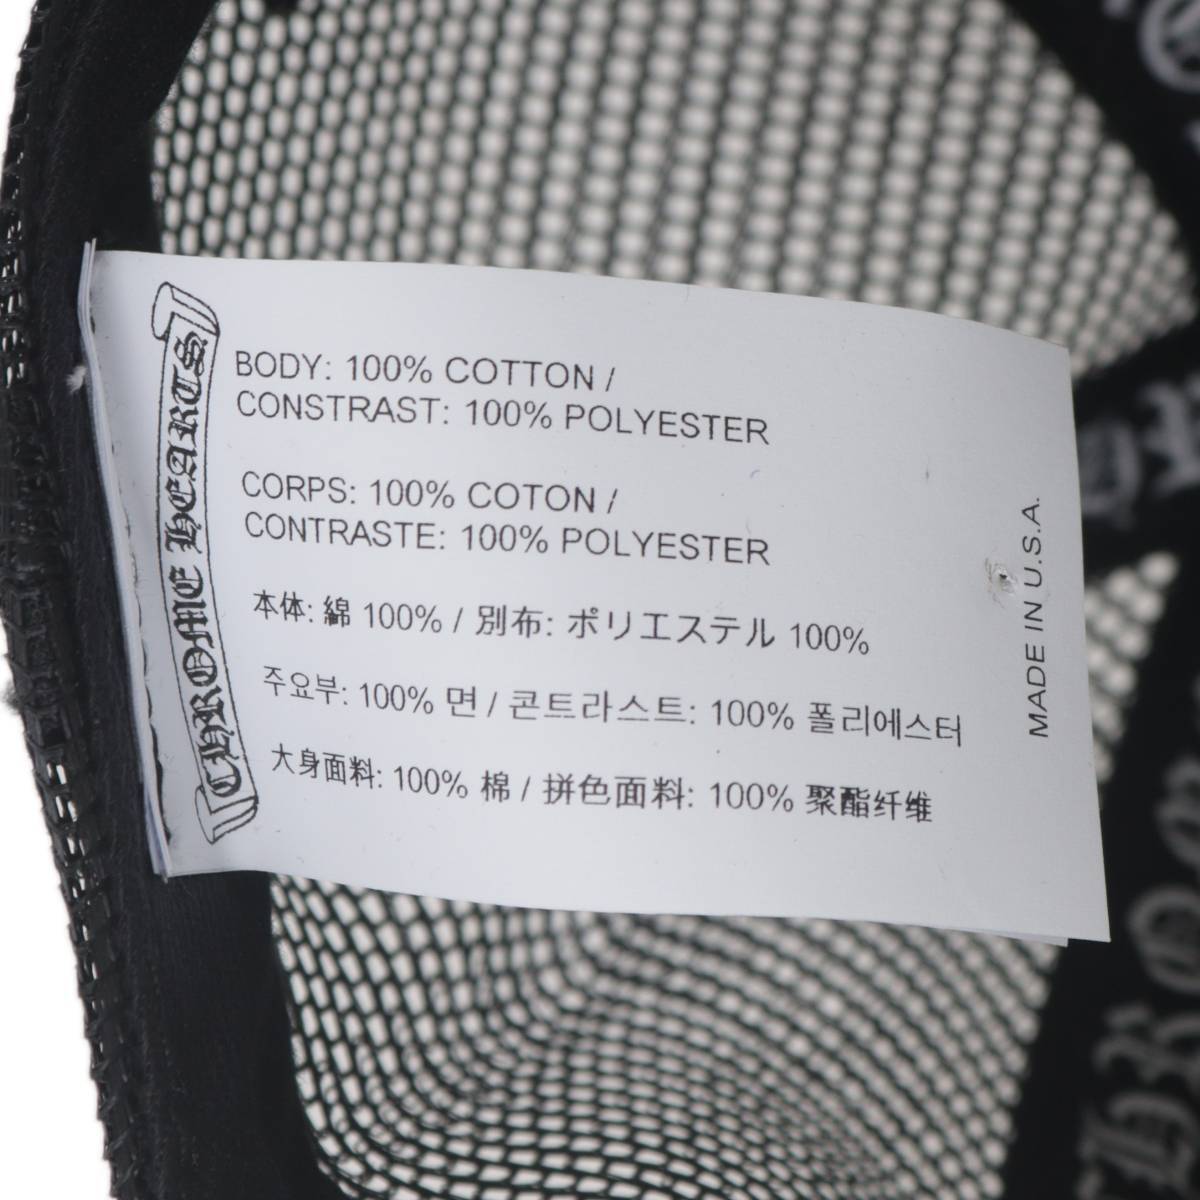 CHROME HEARTS
BODY: 100% COTTON /
CONSTRAST: 100% POLYESTER
CORPS: 100% COTON /
CONTRASTE: 100% POLYESTER
本体: 綿 100% / 別布: ポリエステル 100%
주요부: 100% 면 / 콘트라스트: 100% 폴리에스터
大身面料: 100% 棉 / 拼色面料: 100% 聚酯纤维
MADE IN U.S.A.